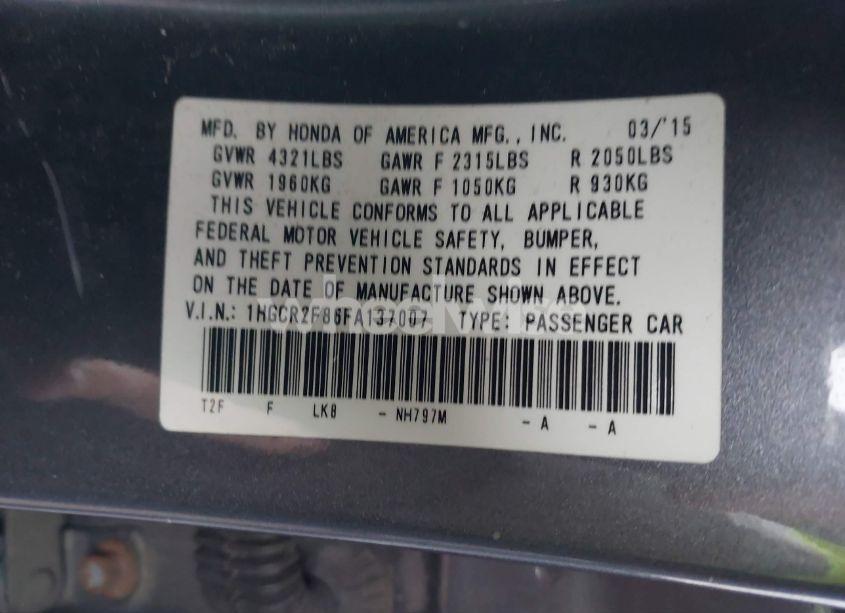 MFD. BY HONDA OF AMERICA MFG., INC. 03/'15
GVWR 4321LBS GAWR F 2315LBS R 2050LBS
GVWR 1960KG GAWR F 1050KG R 930KG
THIS VEHICLE CONFORMS TO ALL APPLICABLE
FEDERAL MOTOR VEHICLE SAFETY, BUMPER,
AND THEFT PREVENTION STANDARDS IN EFFECT
ON THE DATE OF MANUFACTURE SHOWN ABOVE.
V.I.N.: 1HGCR2F86FA137007 TYPE: PASSENGER CAR
T2F F LKB - NH797M - A - A